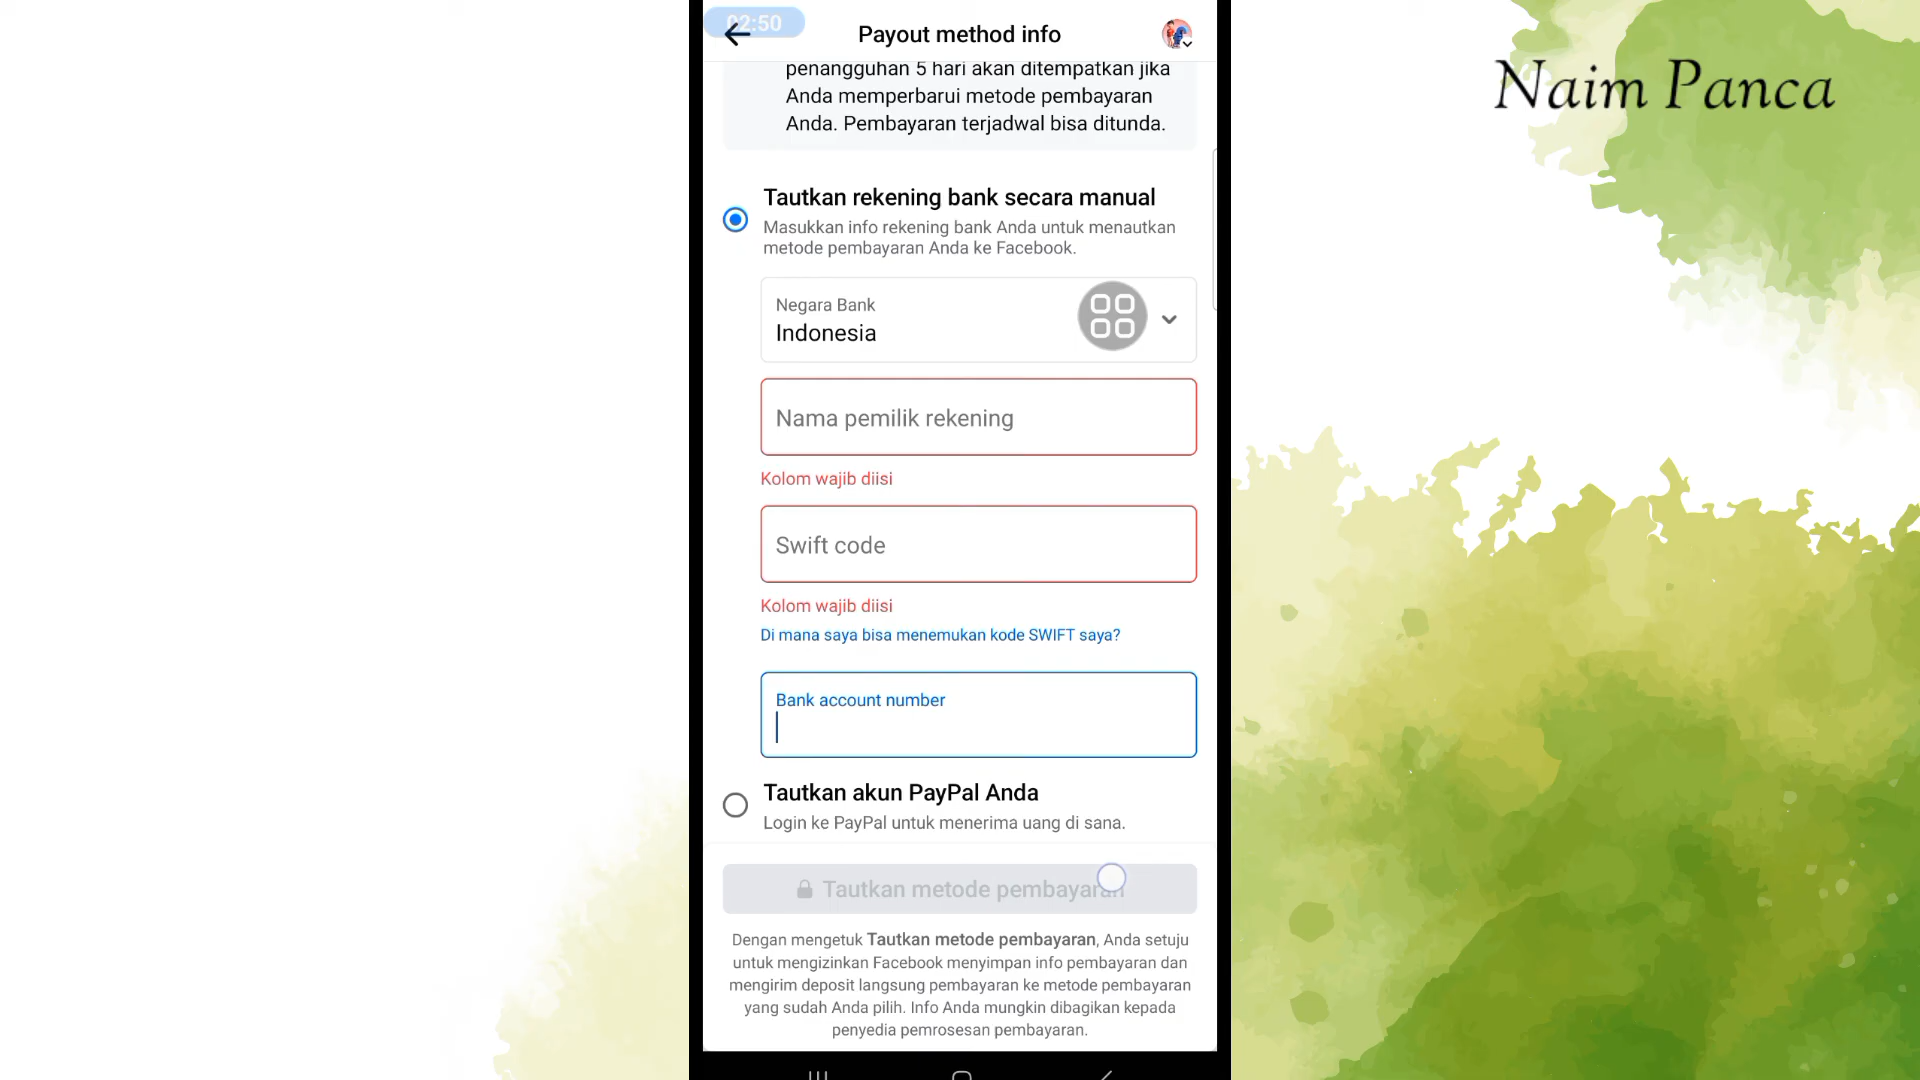 02:50
Payout method info
Naim Panca
penangguhan 5 hari akan ditempatkan jika
Anda memperbarui metode pembayaran
Anda. Pembayaran terjadwal bisa ditunda.
Tautkan rekening bank secara manual
Masukkan info rekening bank Anda untuk menautkan
metode pembayaran Anda ke Facebook.
Negara Bank
Indonesia
Nama pemilik rekening
Kolom wajib diisi
Swift code
Kolom wajib diisi
Di mana saya bisa menemukan kode SWIFT saya?
Bank account number
Tautkan akun PayPal Anda
Login ke PayPal untuk menerima uang di sana.
Tautkan metode pembayaran
Dengan mengetuk Tautkan metode pembayaran, Anda setuju
untuk mengizinkan Facebook menyimpan info pembayaran dan
mengirim deposit langsung pembayaran ke metode pembayaran
yang sudah Anda pilih. Info Anda mungkin dibagikan kepada
penyedia pemrosesan pembayaran.